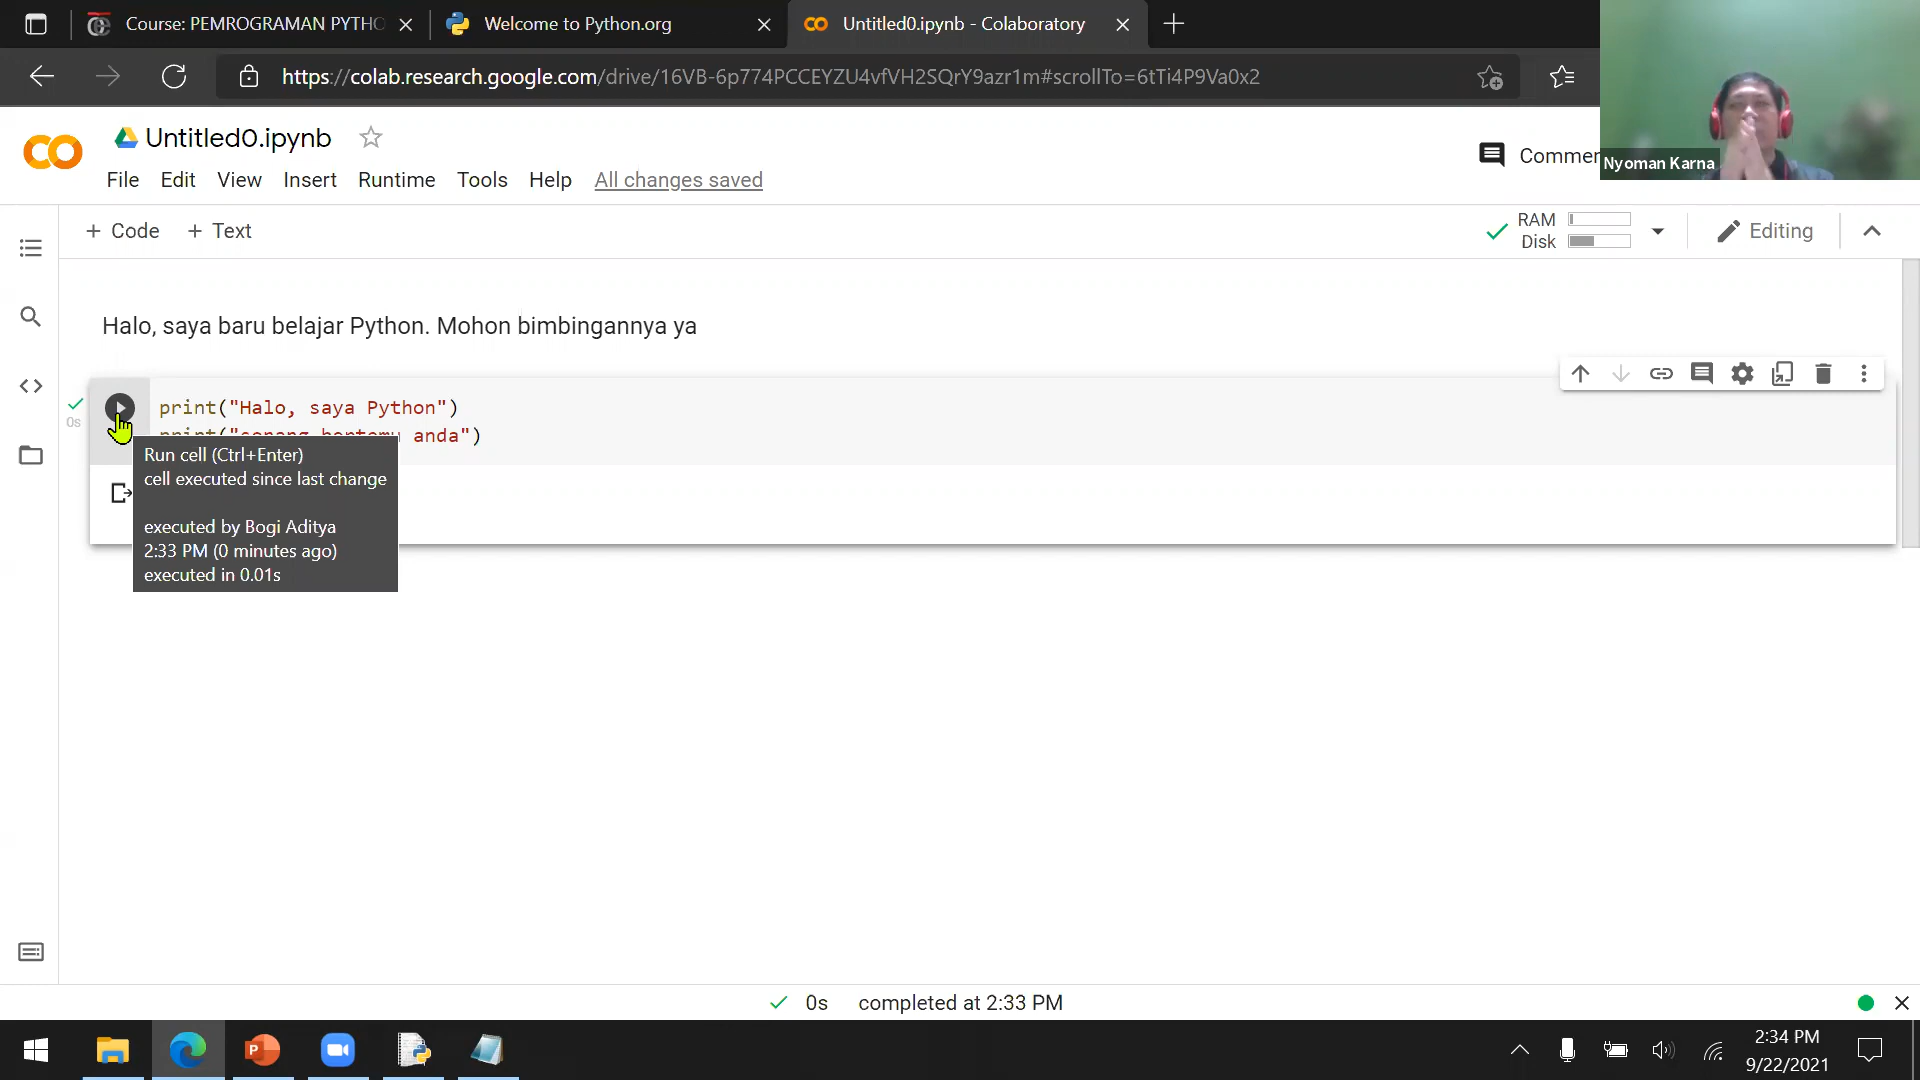 Course: PEMROGRAMAN PYTHO
Welcome to Python.org
Untitled0.ipynb - Colaboratory
https://colab.research.google.com/drive/16VB-6p774PCCEYZU4vfVH2SQrY9azr1m#scrollTo=6tTi4P9Va0x2
Untitled0.ipynb
Commen
Nyoman Karna
File Edit View Insert Runtime Tools Help All changes saved
+ Code + Text
RAM
Disk
Editing
Halo, saya baru belajar Python. Mohon bimbingannya ya
0s
print("Halo, saya Python")
print("senang bertemu anda")
Run cell (Ctrl+Enter)
cell executed since last change
executed by Bogi Aditya
2:33 PM (0 minutes ago)
executed in 0.01s
0s completed at 2:33 PM
2:34 PM
9/22/2021